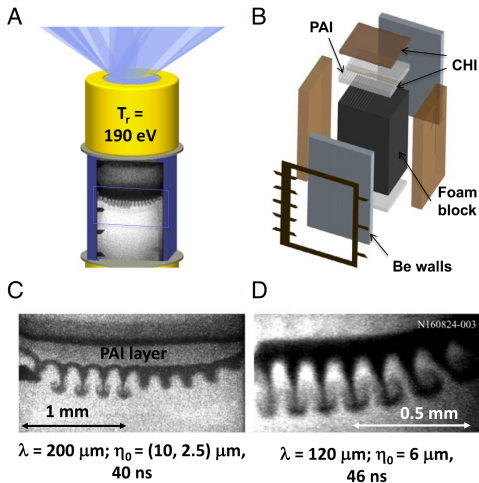 A
T_r =
190 eV
B
PAI
CHI
Foam
block
Be walls
C
PAI layer
1 mm
λ = 200 μm; η₀ = (10, 2.5) μm,
40 ns
D
N160824-003
0.5 mm
λ = 120 μm; η₀ = 6 μm,
46 ns